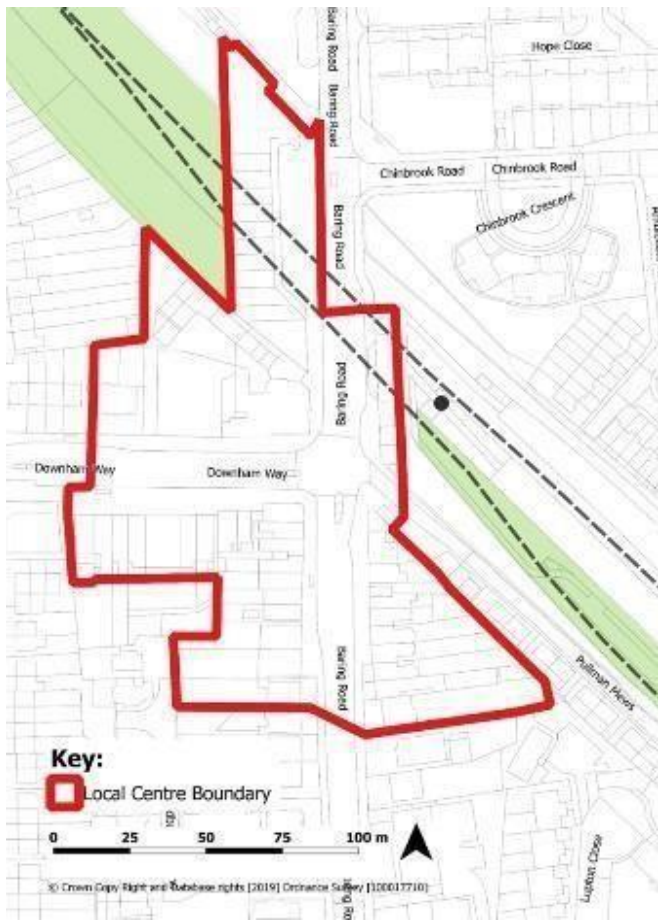 Baring Road
Hope Close
Baring Road
Chinbrook Road
Chinbrook Road
Chinbrook Crescent
Baring Road
Baring Road
Downham Way
Downham Way
Baring Road
Pullman Mews
Key:
Local Centre Boundary
0 25 50 75 100 m
© Crown Copy Right and Database rights [2019] Ordnance Survey [100017710]